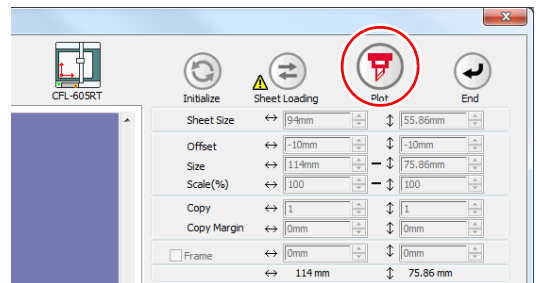 CFL-605RT
Initialize Sheet Loading Plot End
Sheet Size 94mm 55.86mm
Offset -10mm -10mm
Size 114mm 75.86mm
Scale(%) 100 100
Copy 1 1
Copy Margin 0mm 0mm
Frame 0mm 0mm
114 mm 75.86 mm